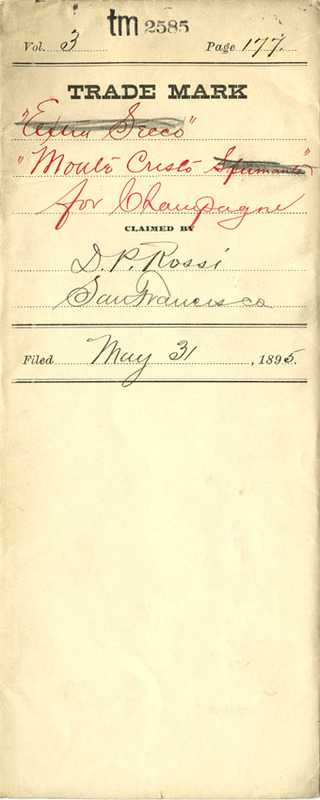 tm 2585
Vol. 3 Page 177
TRADE MARK
"Extra Secco"
"Monte Cristo Spumante"
for Champagne
CLAIMED BY
D. P. Rossi
San Francisco
Filed May 31, 1895.